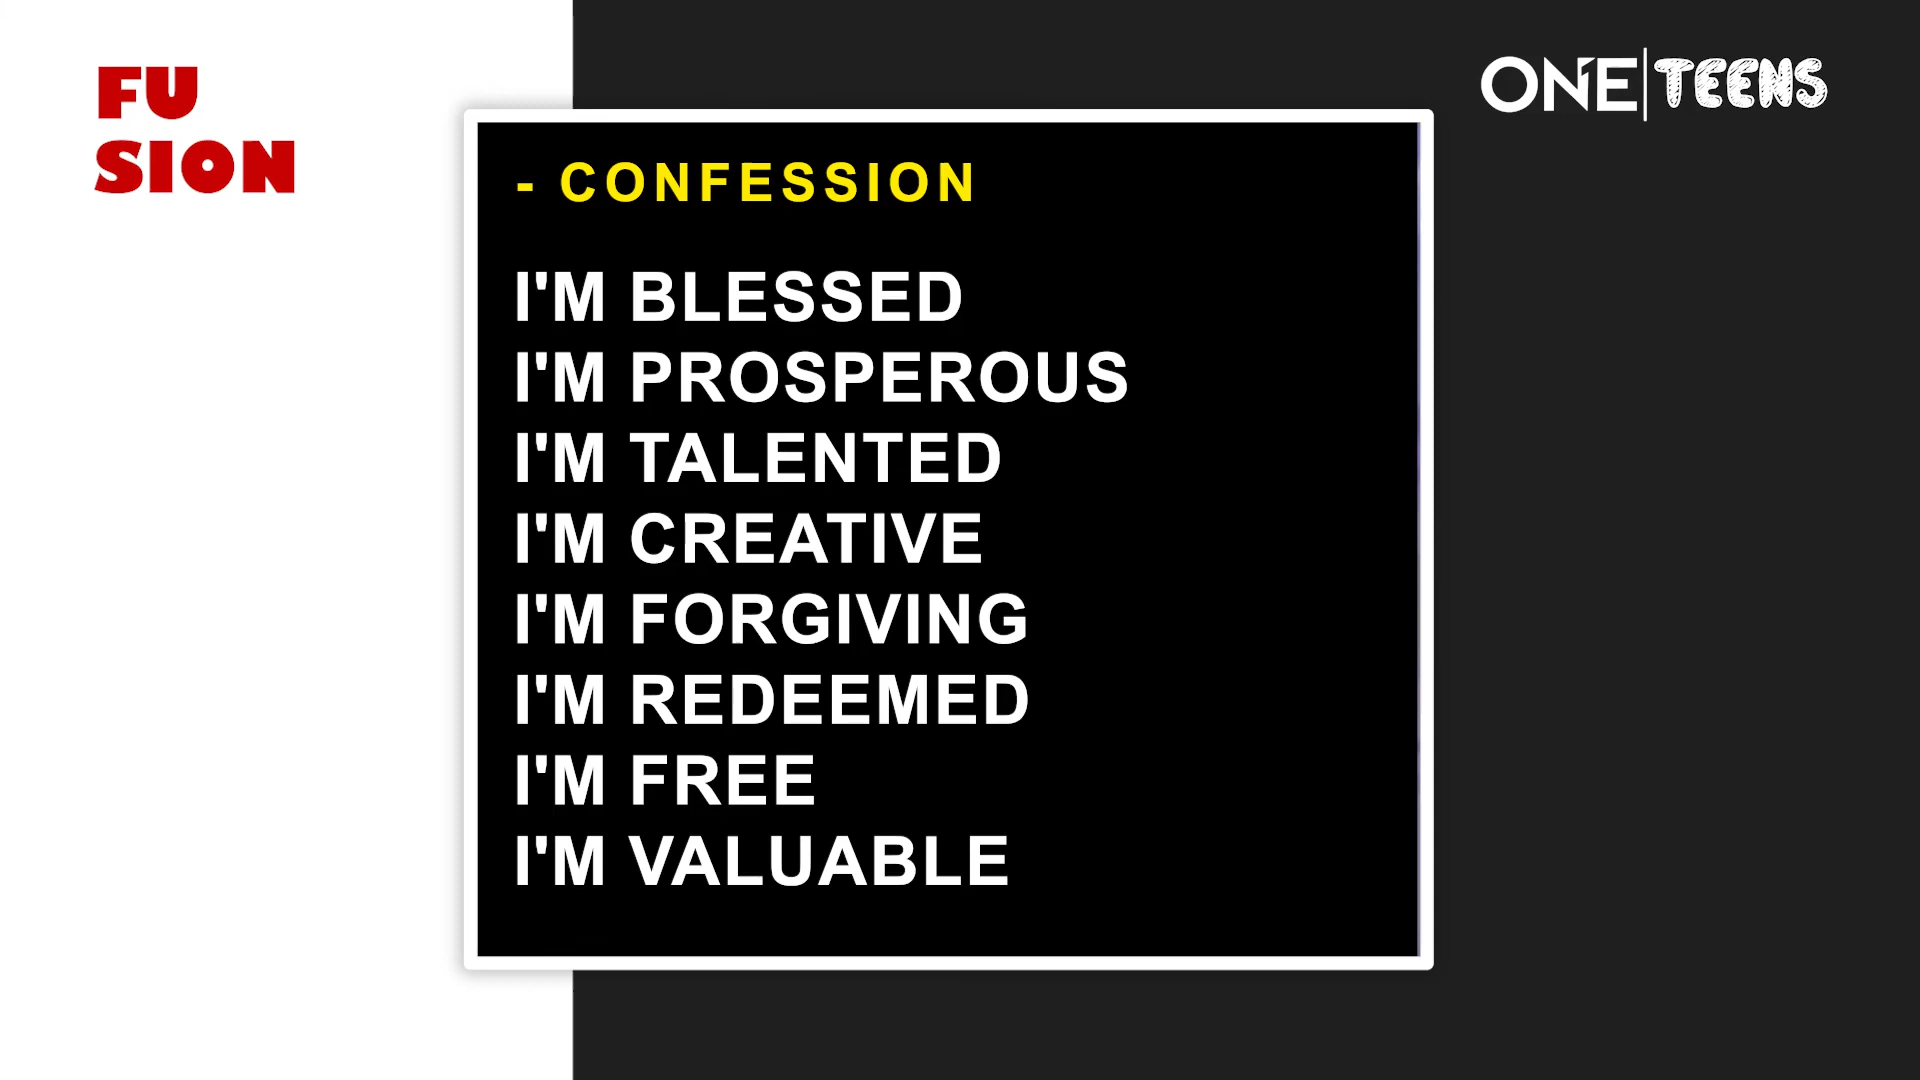 FU
SION
ONE|TEENS
- CONFESSION
I'M BLESSED
I'M PROSPEROUS
I'M TALENTED
I'M CREATIVE
I'M FORGIVING
I'M REDEEMED
I'M FREE
I'M VALUABLE